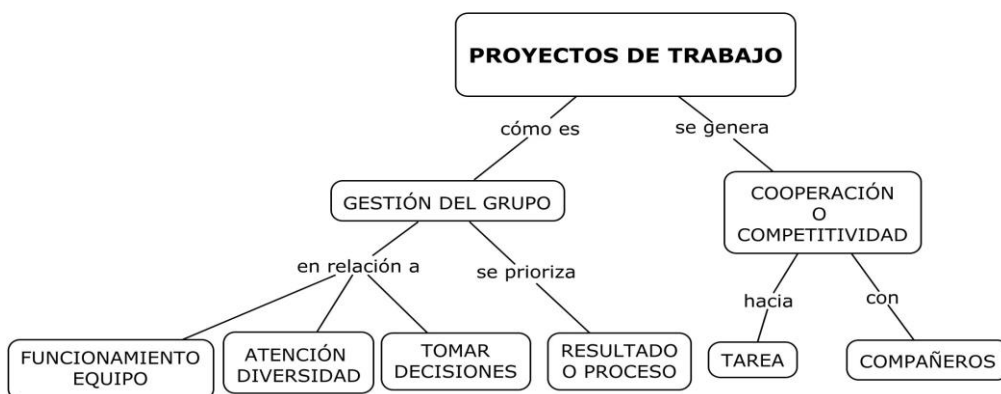 PROYECTOS DE TRABAJO
cómo es
se genera
GESTIÓN DEL GRUPO
COOPERACIÓN
O
COMPETITIVIDAD
en relación a
se prioriza
hacia
con
FUNCIONAMIENTO
EQUIPO
ATENCIÓN
DIVERSIDAD
TOMAR
DECISIONES
RESULTADO
O PROCESO
TAREA
COMPAÑEROS